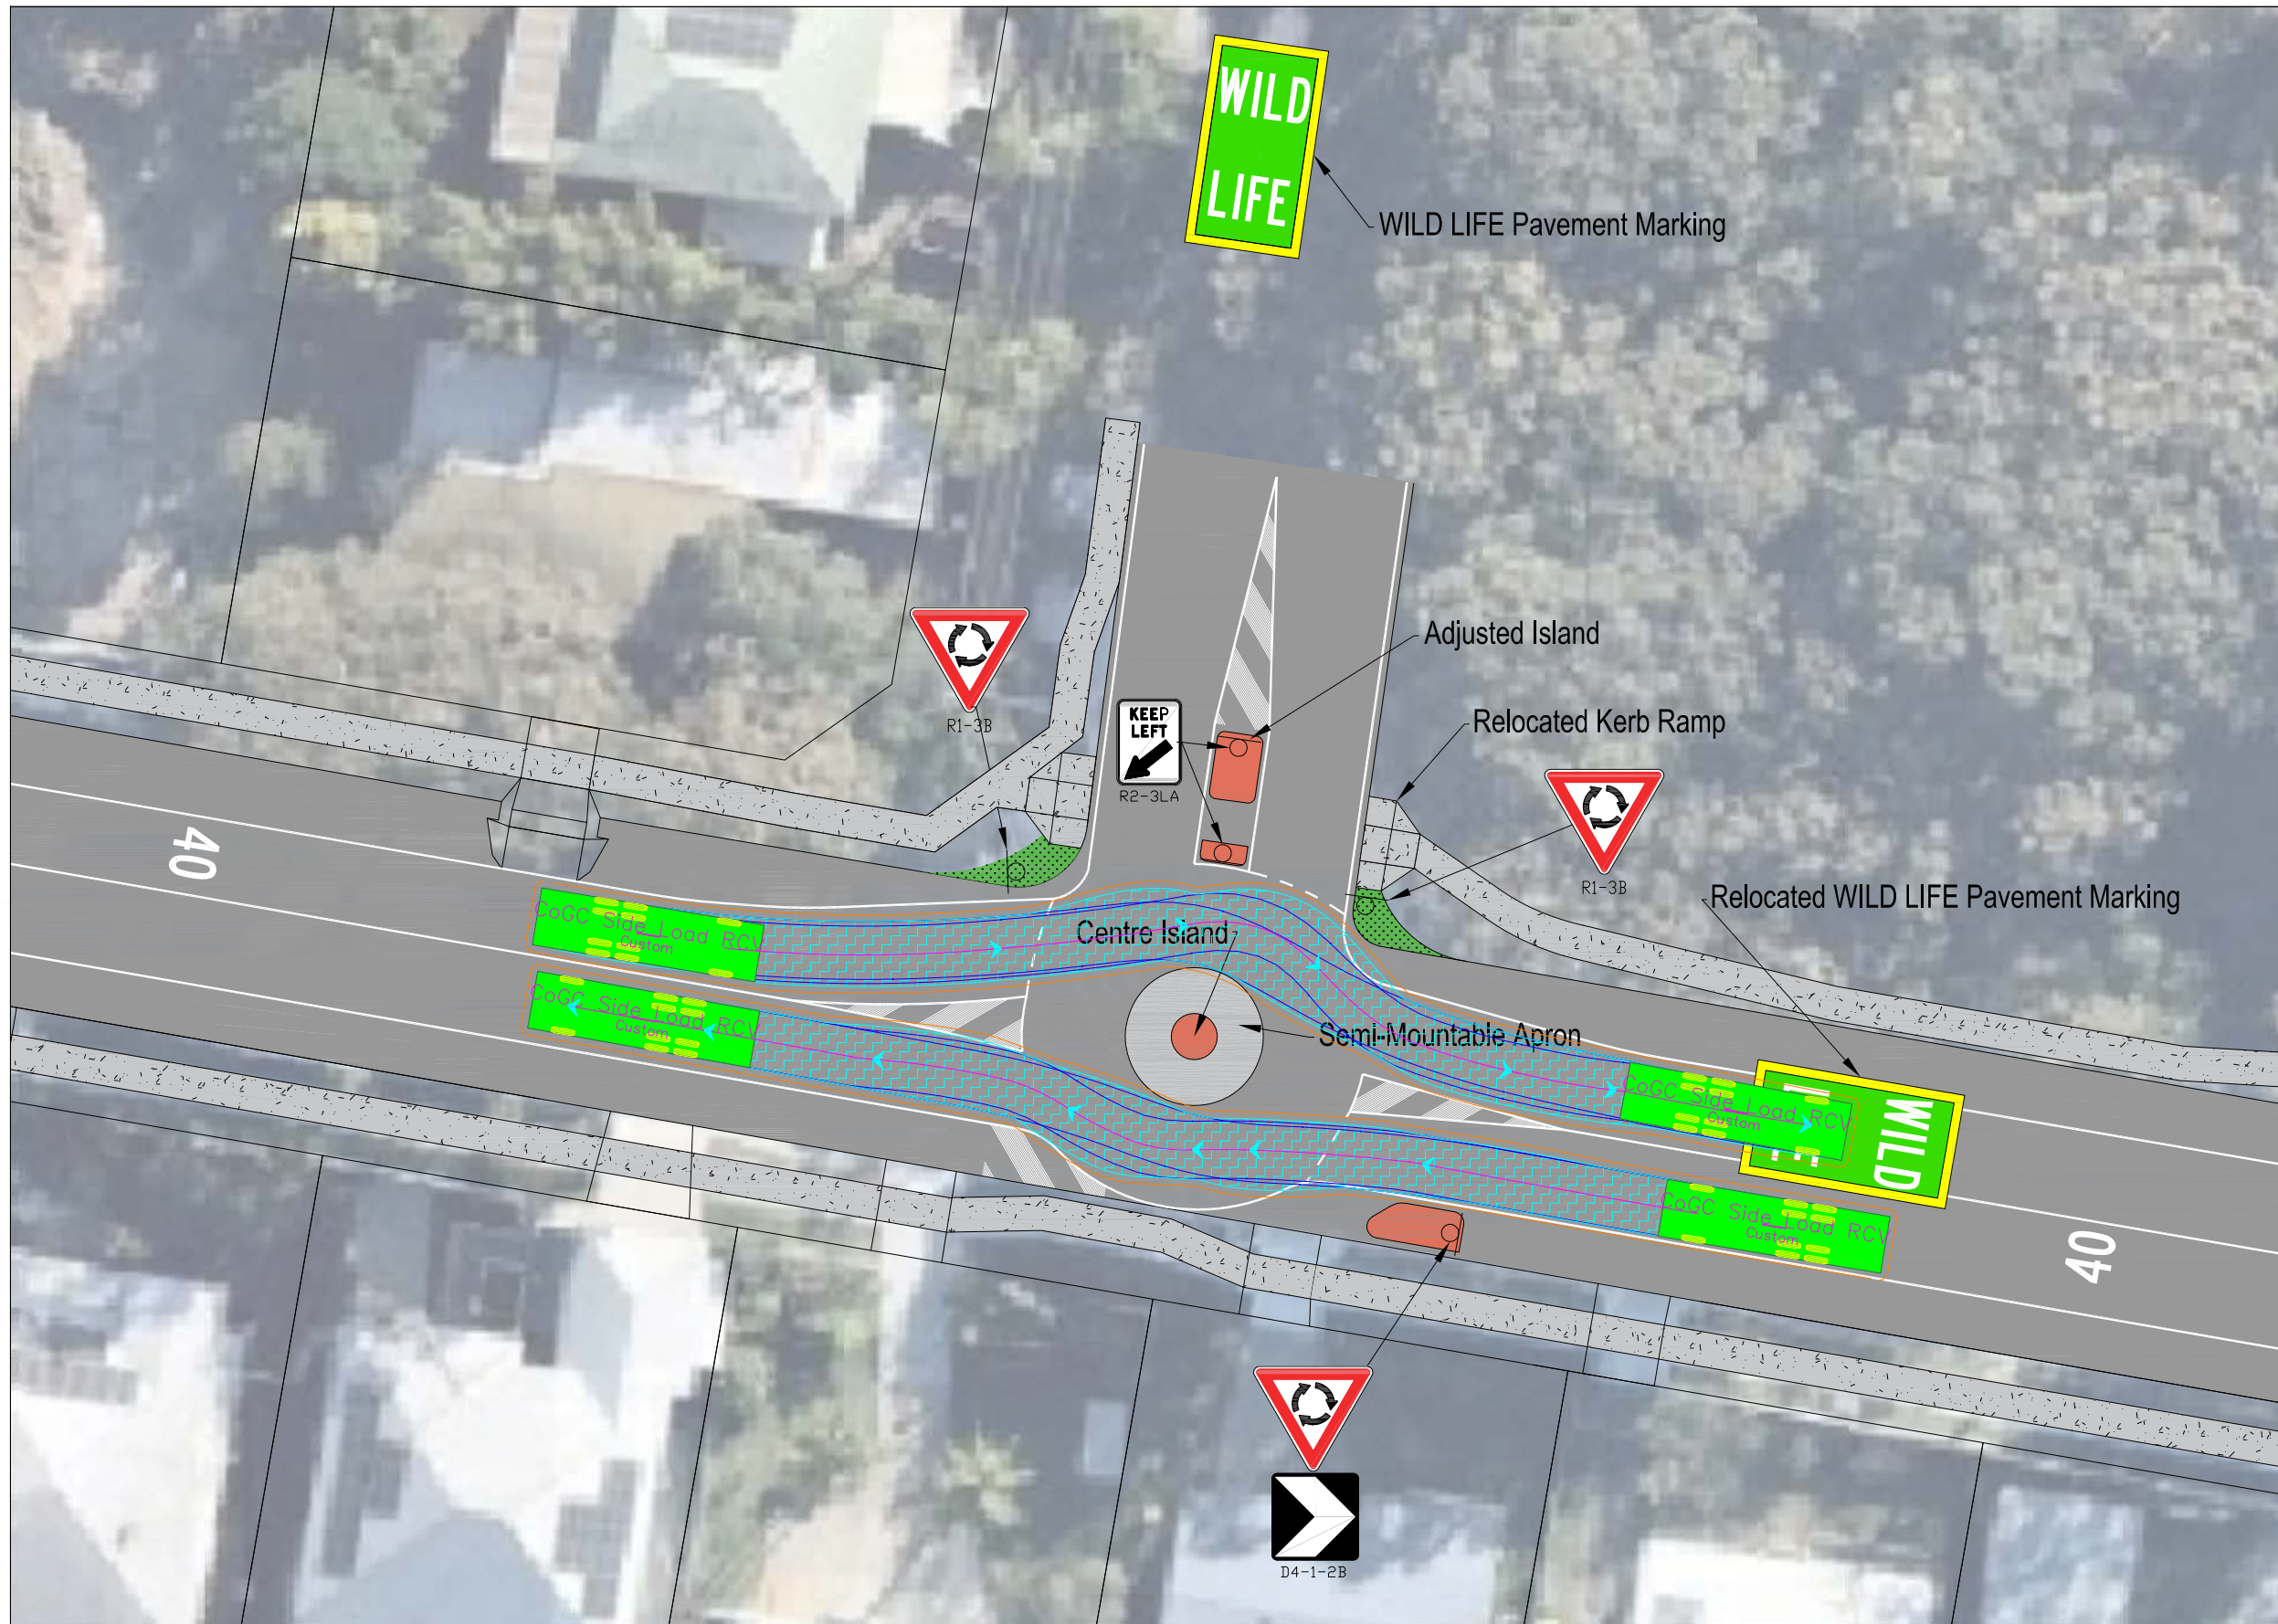 WILD
LIFE
WILD LIFE Pavement Marking
Adjusted Island
R1-3B
KEEP
LEFT
R2-3LA
Relocated Kerb Ramp
R1-3B
Relocated WILD LIFE Pavement Marking
40
CoGC Side Load RCV
Custom
Centre Island
CoGC Side Load RCV
Custom
Semi-Mountable Apron
CoGC Side Load RCV
Custom
WILD
CoGC Side Load RCV
Custom
40
D4-1-2B